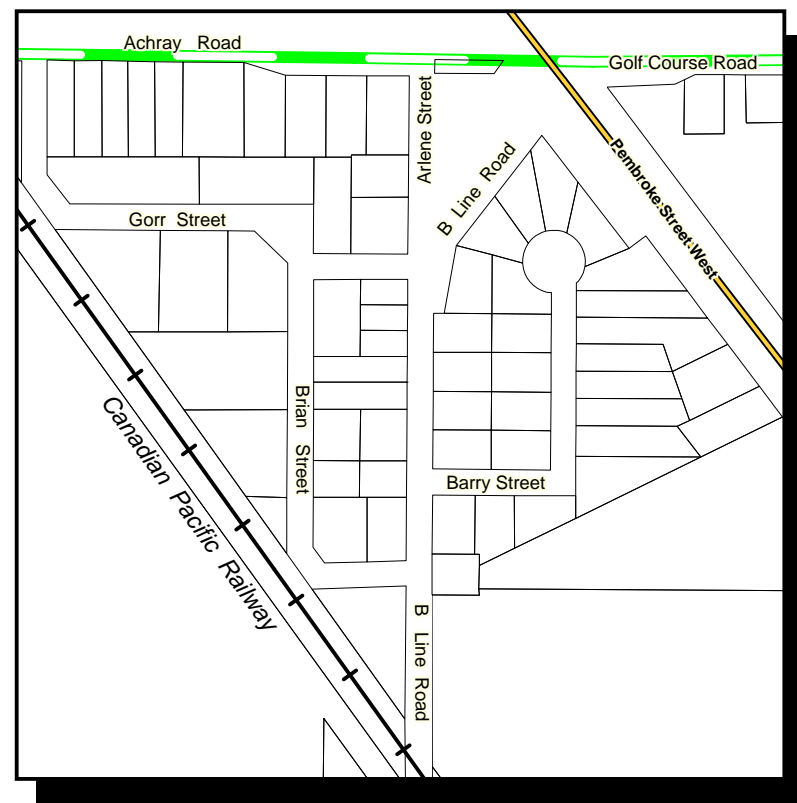 Achray Road
Golf Course Road
Arlene Street
B Line Road
Pembroke Street West
Gorr Street
Brian Street
Canadian Pacific Railway
Barry Street
B Line Road